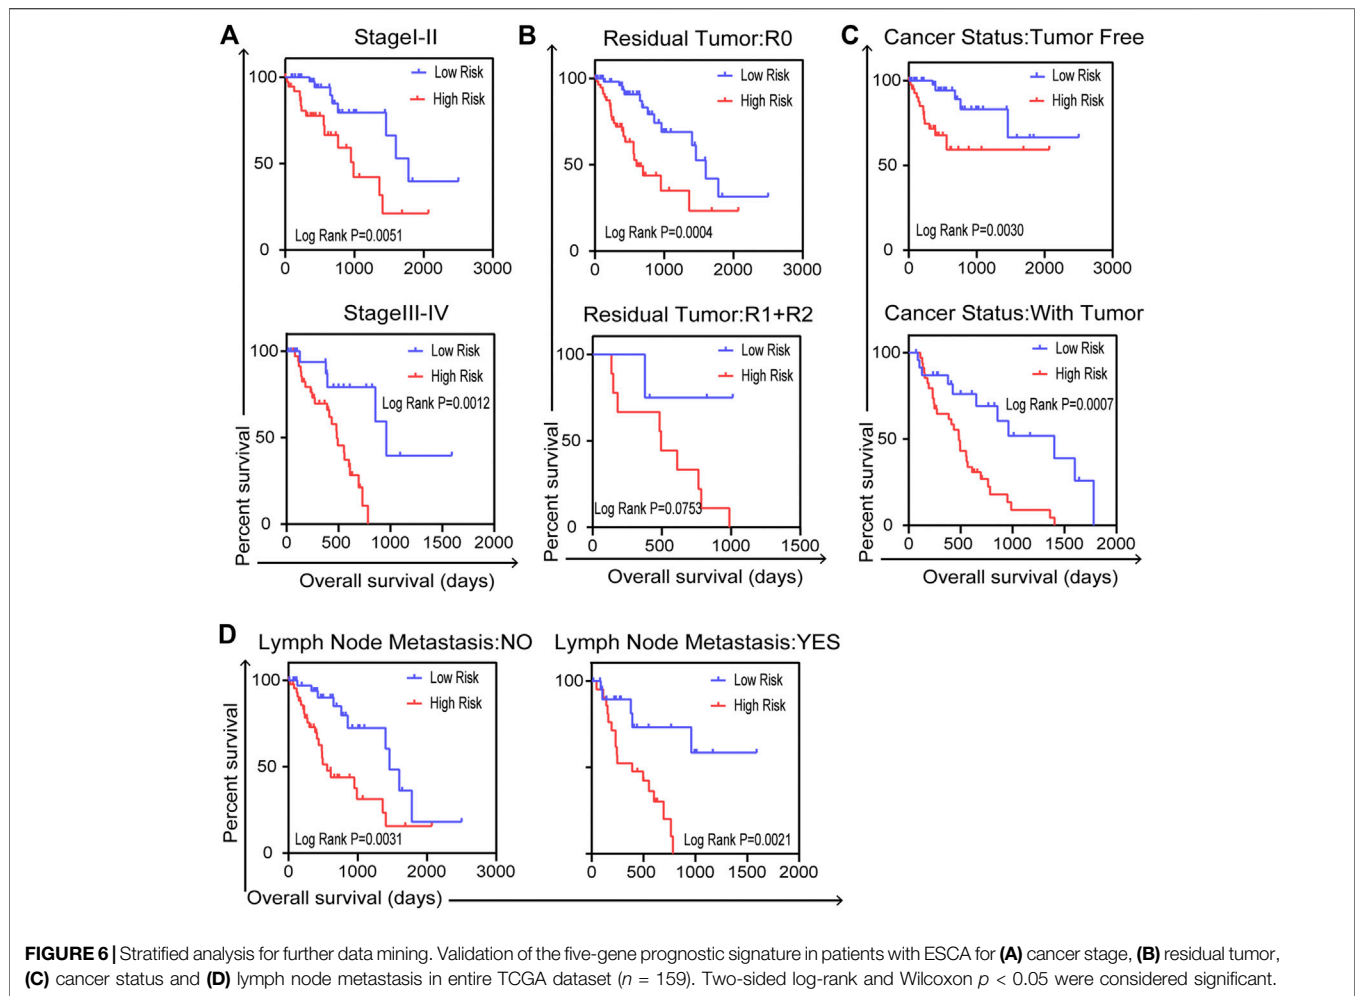 A
StageI-II
Low Risk
High Risk
100
50
0
Log Rank P=0.0051
0 1000 2000 3000
StageIII-IV
Low Risk
High Risk
Log Rank P=0.0012
100
50
0
0 500 1000 1500 2000
Percent survival
Overall survival (days)
B
Residual Tumor:R0
Low Risk
High Risk
100
50
0
Log Rank P=0.0004
0 1000 2000 3000
Residual Tumor:R1+R2
Low Risk
High Risk
100
50
0
Log Rank P=0.0753
0 500 1000 1500
Percent survival
Overall survival (days)
C
Cancer Status:Tumor Free
Low Risk
High Risk
100
50
0
Log Rank P=0.0030
0 1000 2000 3000
Cancer Status:With Tumor
Low Risk
High Risk
Log Rank P=0.0007
100
50
0
0 500 1000 1500 2000
Percent survival
Overall survival (days)
D
Lymph Node Metastasis:NO
Low Risk
High Risk
100
50
0
Log Rank P=0.0031
0 1000 2000 3000
Percent survival
Overall survival (days)
Lymph Node Metastasis:YES
Low Risk
High Risk
100
Log Rank P=0.0021
0 500 1000 1500 2000
FIGURE 6 | Stratified analysis for further data mining. Validation of the five-gene prognostic signature in patients with ESCA for (A) cancer stage, (B) residual tumor,
(C) cancer status and (D) lymph node metastasis in entire TCGA dataset (n = 159). Two-sided log-rank and Wilcoxon p < 0.05 were considered significant.